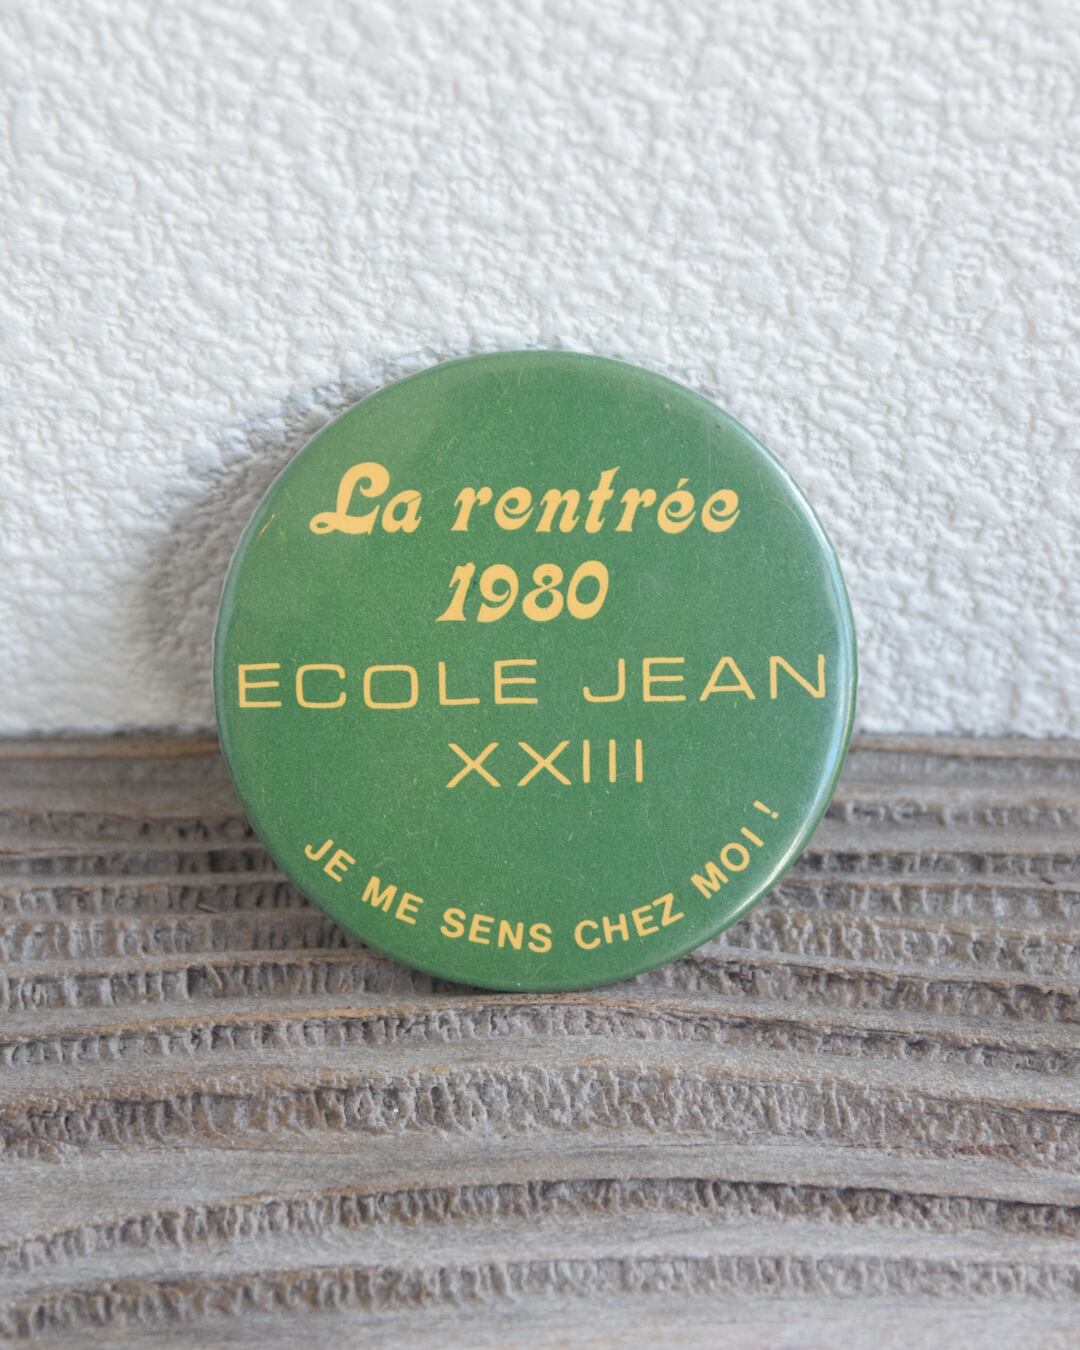 La rentrée
1980
ECOLE JEAN
XXIII
JE ME SENS CHEZ MOI !